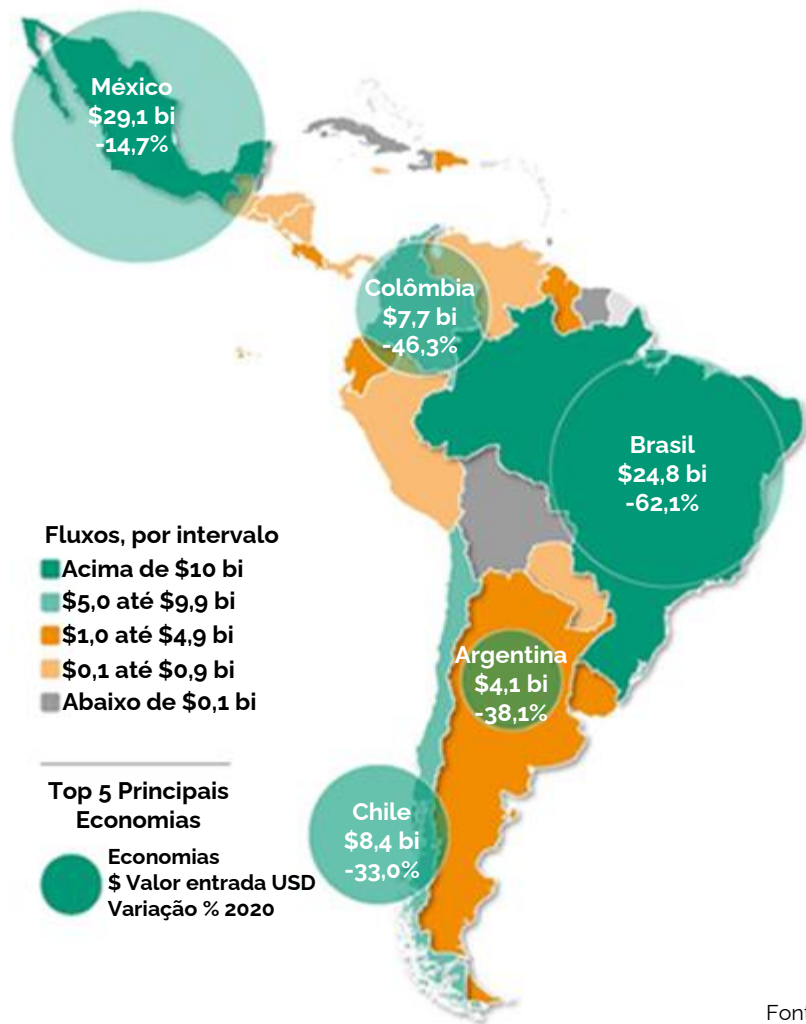 México
$29,1 bi
-14,7%
Colômbia
$7,7 bi
-46,3%
Brasil
$24,8 bi
-62,1%
Fluxos, por intervalo
Acima de $10 bi
$5,0 até $9,9 bi
$1,0 até $4,9 bi
$0,1 até $0,9 bi
Abaixo de $0,1 bi
Argentina
$4,1 bi
-38,1%
Top 5 Principais
Economias
Economias
$ Valor entrada USD
Variação % 2020
Chile
$8,4 bi
-33,0%
Font